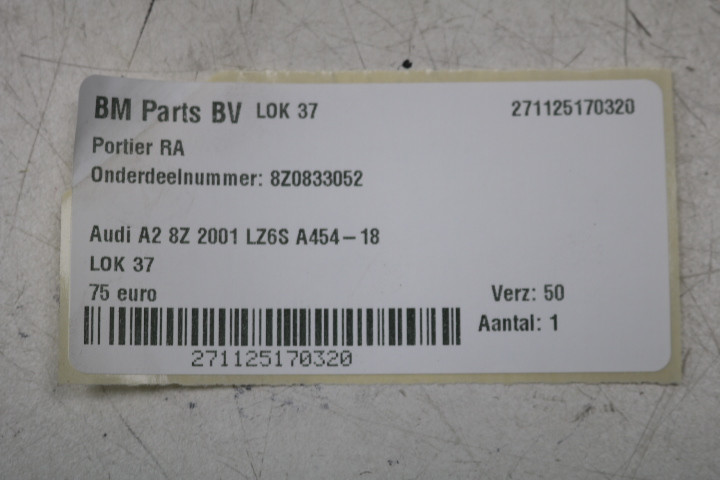 BM Parts BV LOK 37 271125170320
Portier RA
Onderdeelnummer: 8Z0833052
Audi A2 8Z 2001 LZ6S A454-18
LOK 37
75 euro Verz: 50
Aantal: 1
271125170320